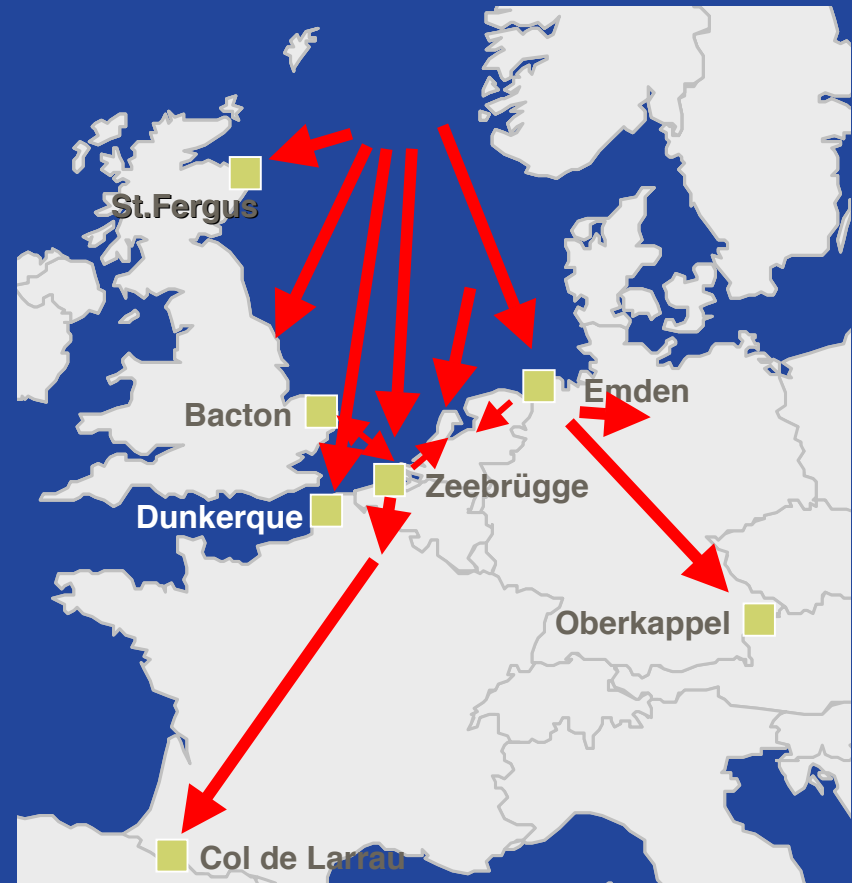 St.Fergus
Emden
Bacton
Zeebrügge
Dunkerque
Oberkappel
Col de Larrau